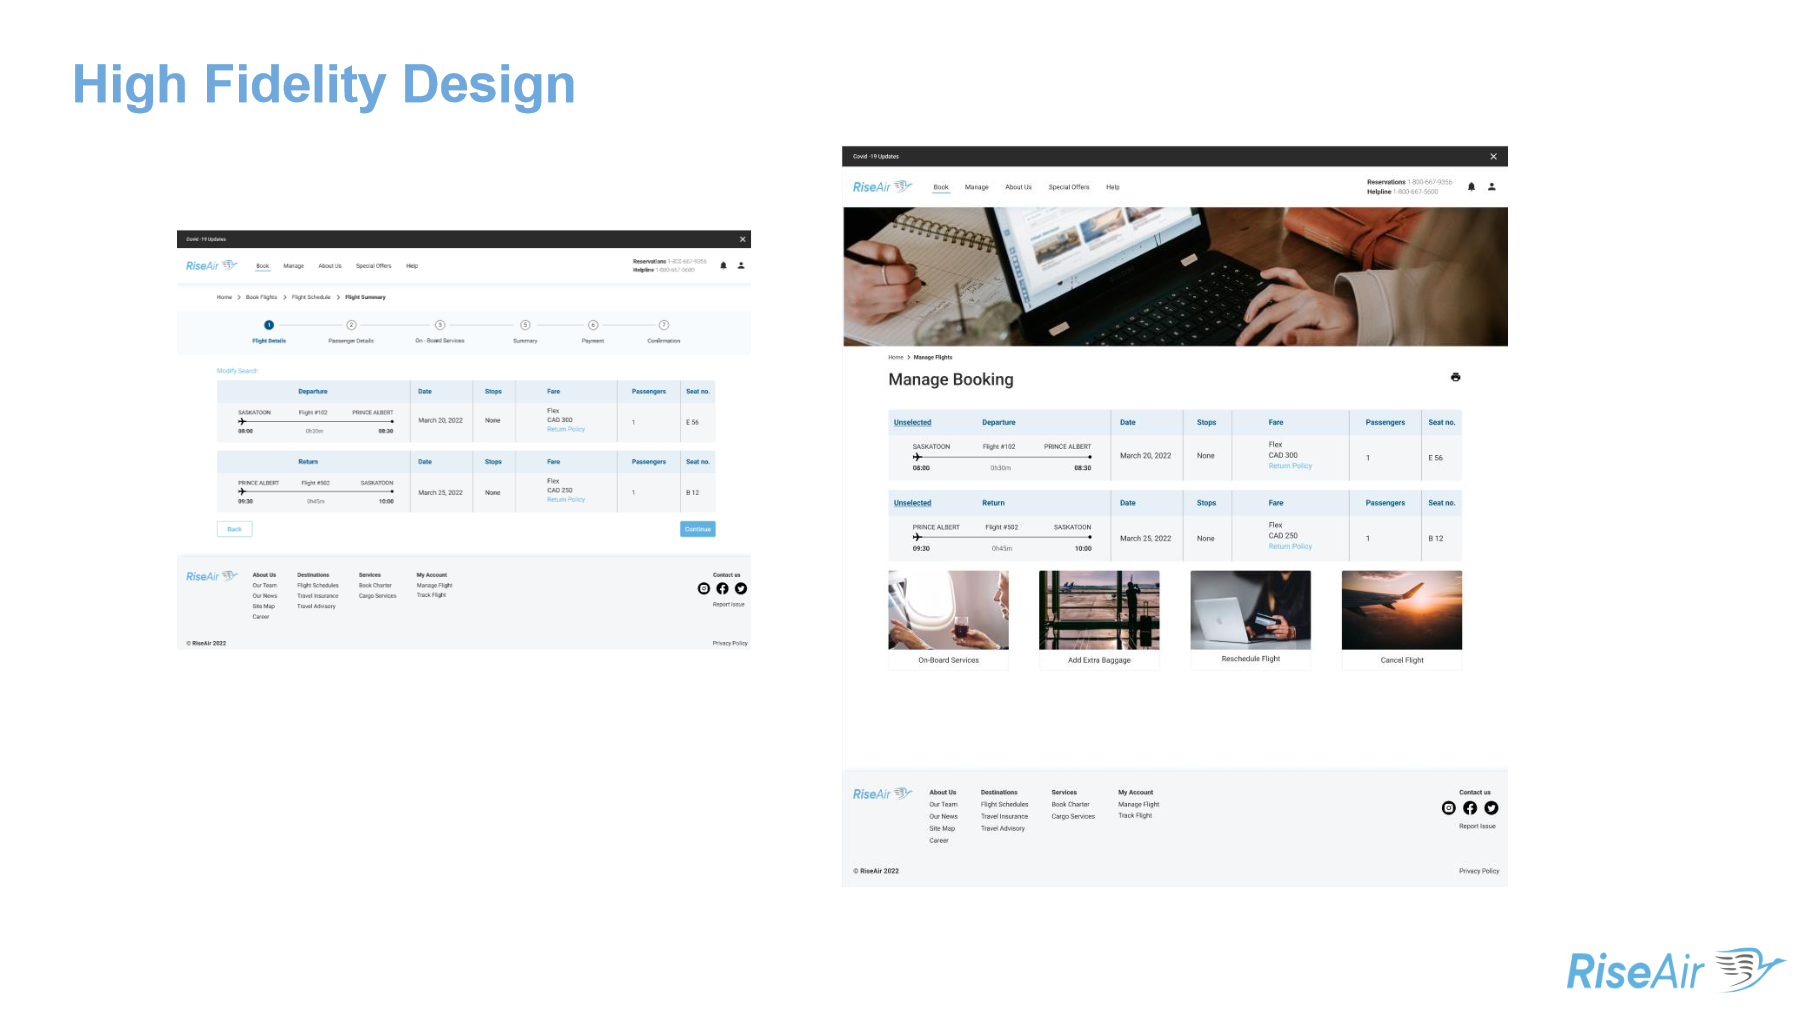 High Fidelity Design
Covid -19 Updates
RiseAir Book Manage About Us Special Offers Help Reservations 1-800-667-9356
Helpline 1-800-667-5600
Home > Book Flights > Flight Schedule > Flight Summary
1 2 3 5 6 7
Flight Details Passenger Details On - Board Services Summary Payment Confirmation
Modify Search
Departure Date Stops Fare Passengers Seat no.
SASKATOON Flight #102 PRINCE ALBERT March 20, 2022 None Flex 1 E 56
CAD 300
08:00 0h30m 08:30 Return Policy
Return Date Stops Fare Passengers Seat no.
PRINCE ALBERT Flight #502 SASKATOON March 25, 2022 None Flex 1 B 12
CAD 250
09:30 0h45m 10:00 Return Policy
Back Continue
RiseAir About Us Destinations Services My Account Contact us
Our Team Flight Schedules Book Charter Manage Flight
Our News Travel Insurance Cargo Services Track Flight
Site Map Travel Advisory Report Issue
Career
© RiseAir 2022 Privacy Policy
Covid -19 Updates
RiseAir Book Manage About Us Special Offers Help Reservations 1-800-667-9356
Helpline 1-800-667-5600
Home > Manage Flights
Manage Booking
Unselected Departure Date Stops Fare Passengers Seat no.
SASKATOON Flight #102 PRINCE ALBERT March 20, 2022 None Flex 1 E 56
CAD 300
08:00 0h30m 08:30 Return Policy
Unselected Return Date Stops Fare Passengers Seat no.
PRINCE ALBERT Flight #502 SASKATOON March 25, 2022 None Flex 1 B 12
CAD 250
09:30 0h45m 10:00 Return Policy
On-Board Services Add Extra Baggage Reschedule Flight Cancel Flight
RiseAir About Us Destinations Services My Account Contact us
Our Team Flight Schedules Book Charter Manage Flight
Our News Travel Insurance Cargo Services Track Flight
Site Map Travel Advisory Report Issue
Career
© RiseAir 2022 Privacy Policy
RiseAir